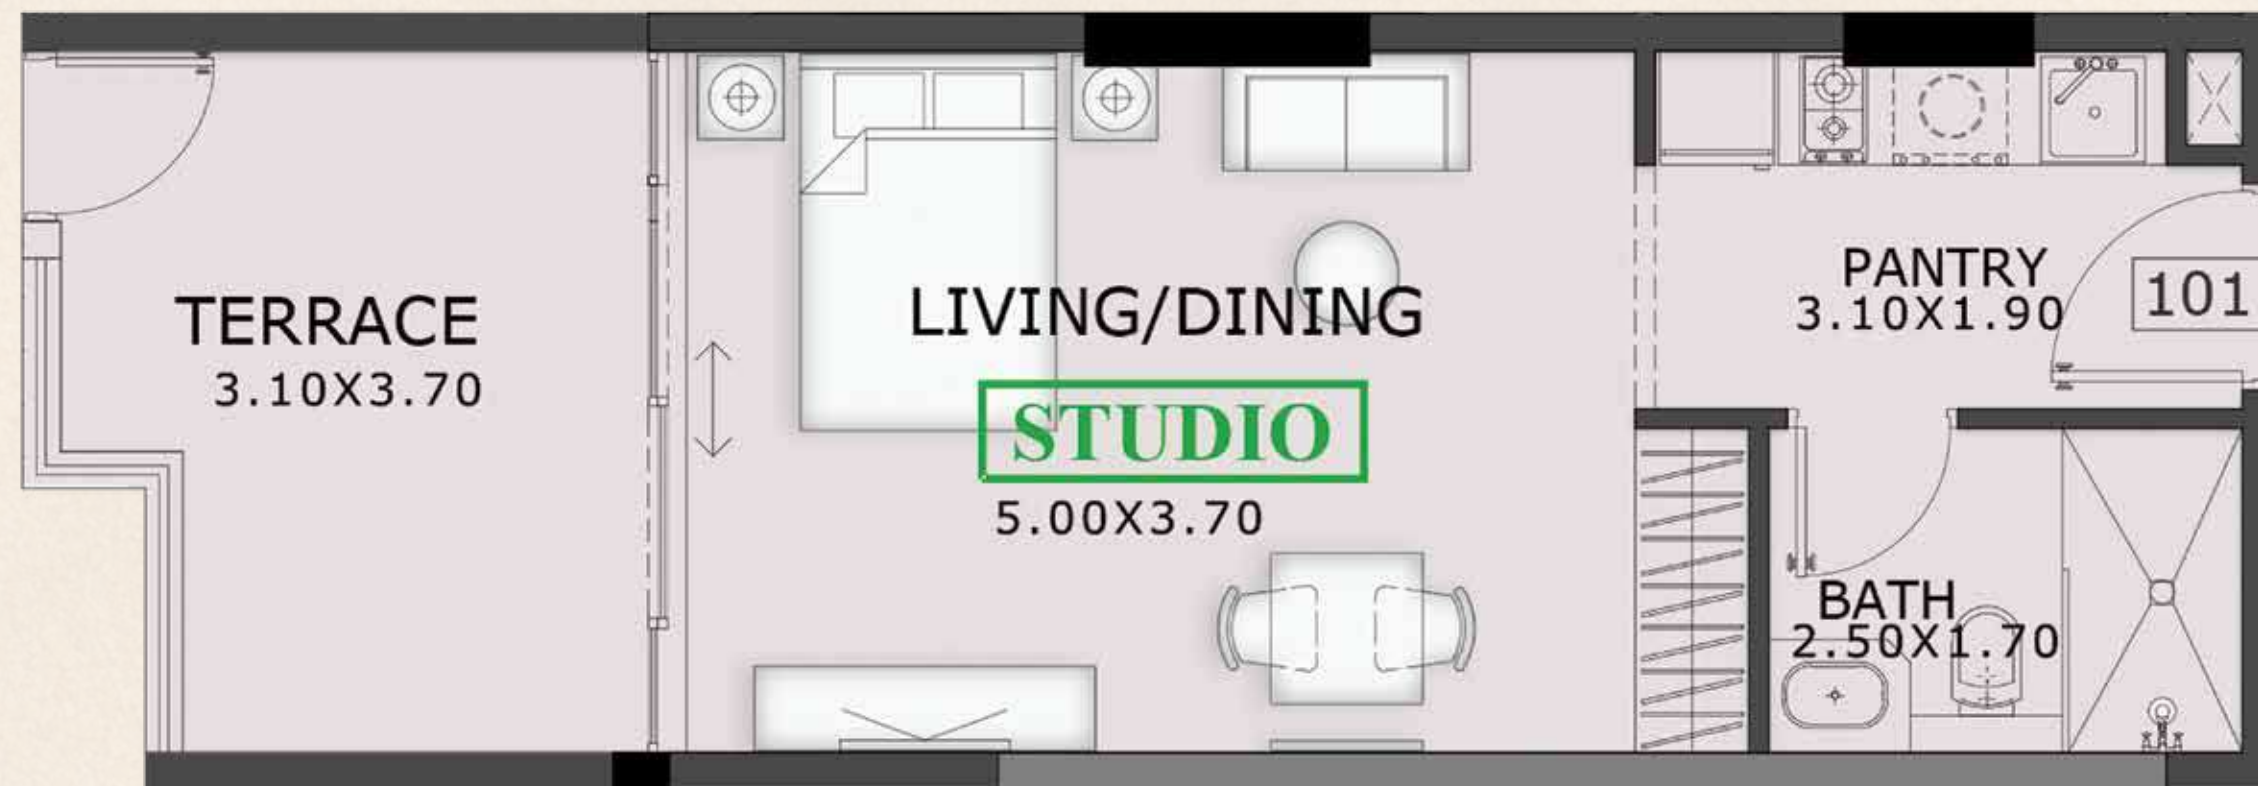 TERRACE
3.10X3.70
LIVING/DINING
STUDIO
5.00X3.70
PANTRY
3.10X1.90
101
BATH
2.50X1.70